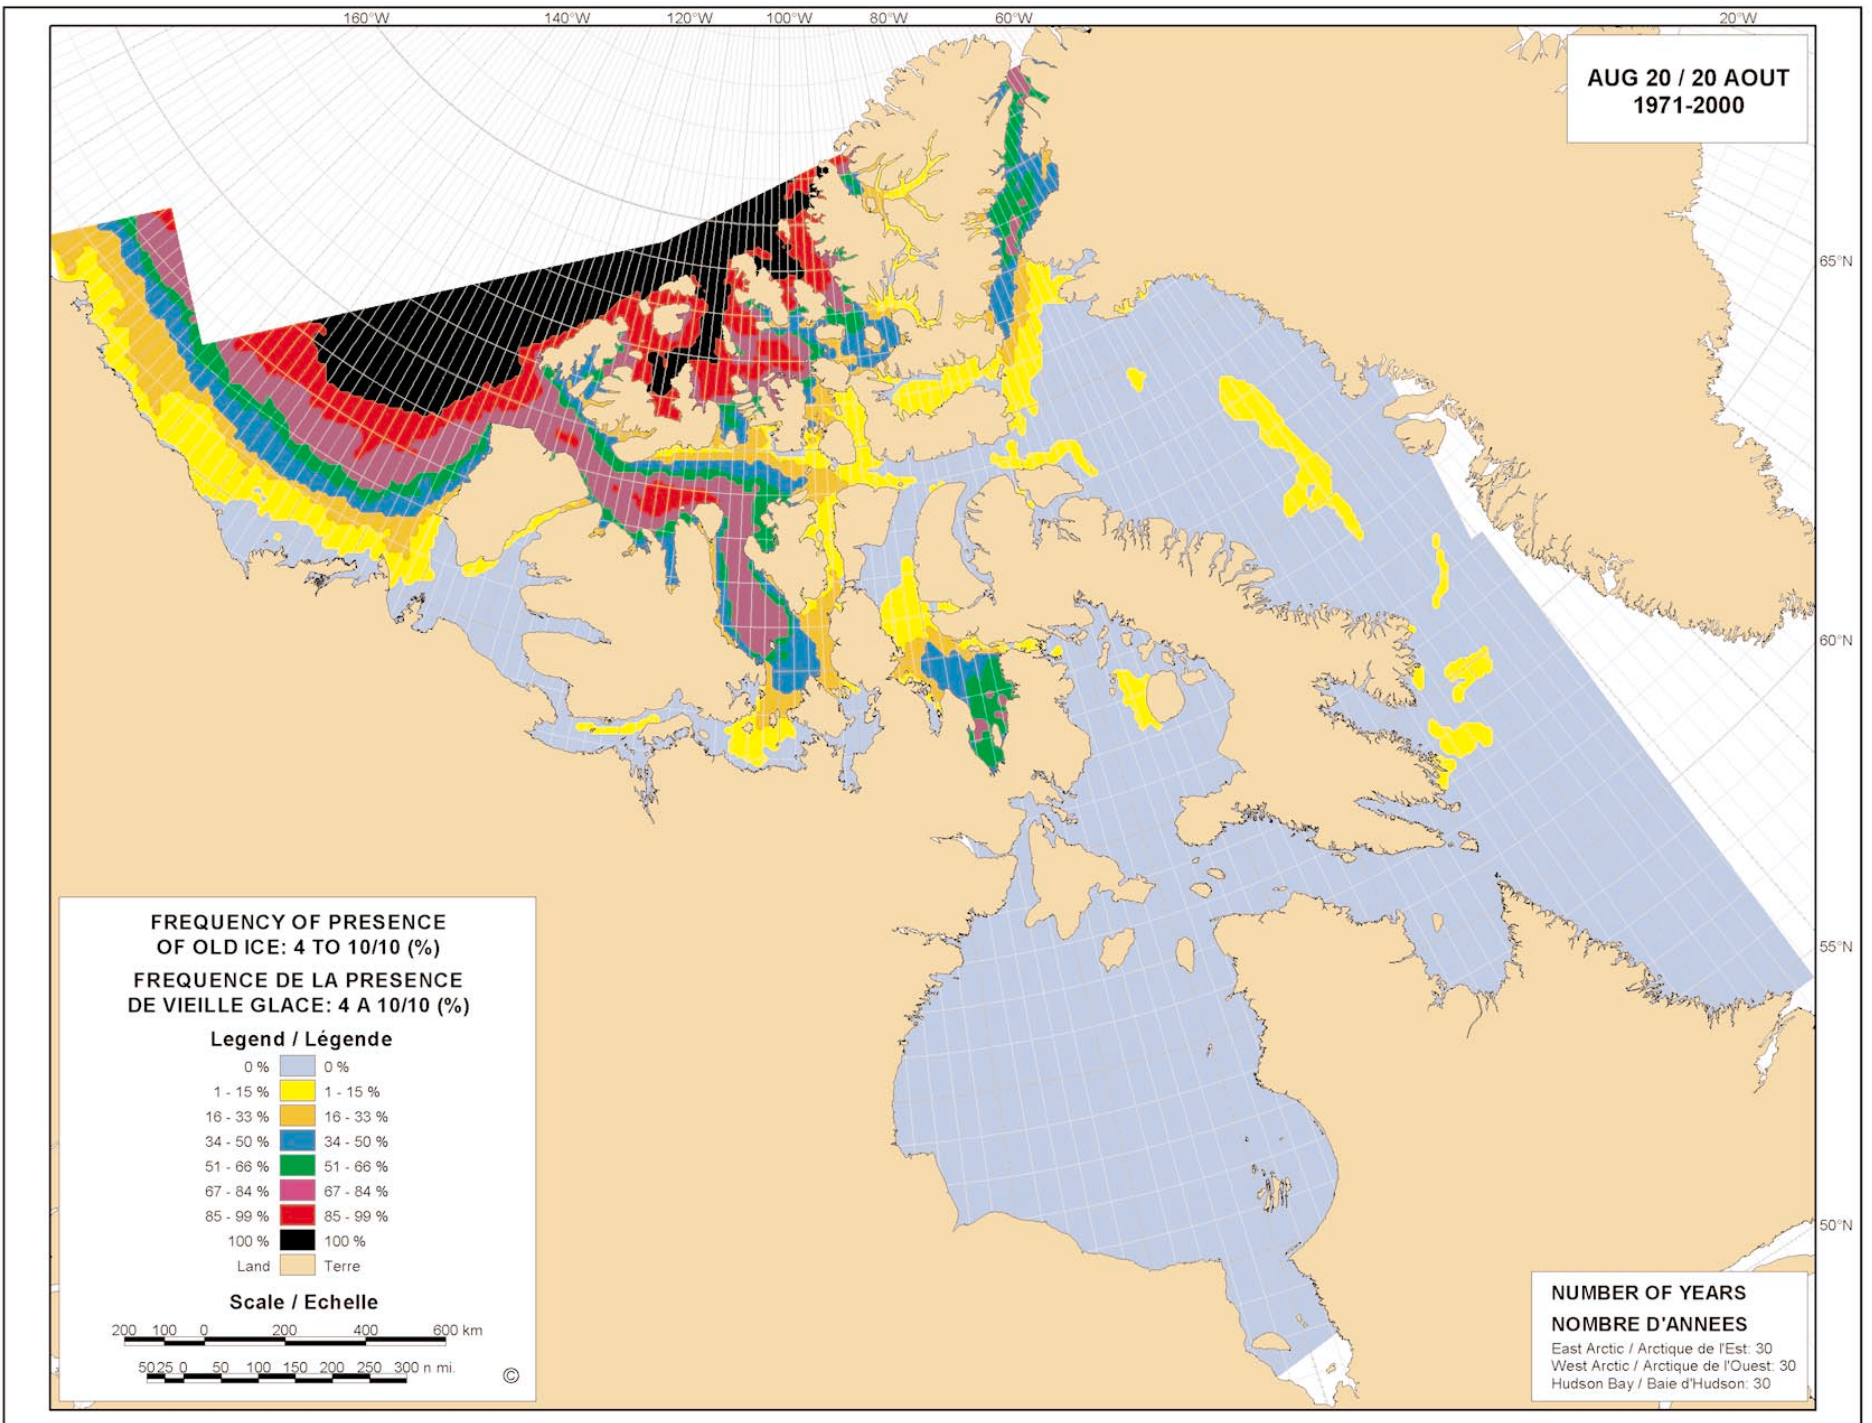 160°W 140°W 120°W 100°W 80°W 60°W 20°W
AUG 20 / 20 AOUT
1971-2000
65°N
60°N
55°N
50°N
FREQUENCY OF PRESENCE
OF OLD ICE: 4 TO 10/10 (%)
FREQUENCE DE LA PRESENCE
DE VIEILLE GLACE: 4 A 10/10 (%)
Legend / Légende
0 % 0 %
1 - 15 % 1 - 15 %
16 - 33 % 16 - 33 %
34 - 50 % 34 - 50 %
51 - 66 % 51 - 66 %
67 - 84 % 67 - 84 %
85 - 99 % 85 - 99 %
100 % 100 %
Land Terre
Scale / Echelle
200 100 0 200 400 600 km
50 25 0 50 100 150 200 250 300 n mi.
©
NUMBER OF YEARS
NOMBRE D'ANNEES
East Arctic / Arctique de l'Est: 30
West Arctic / Arctique de l'Ouest: 30
Hudson Bay / Baie d'Hudson: 30